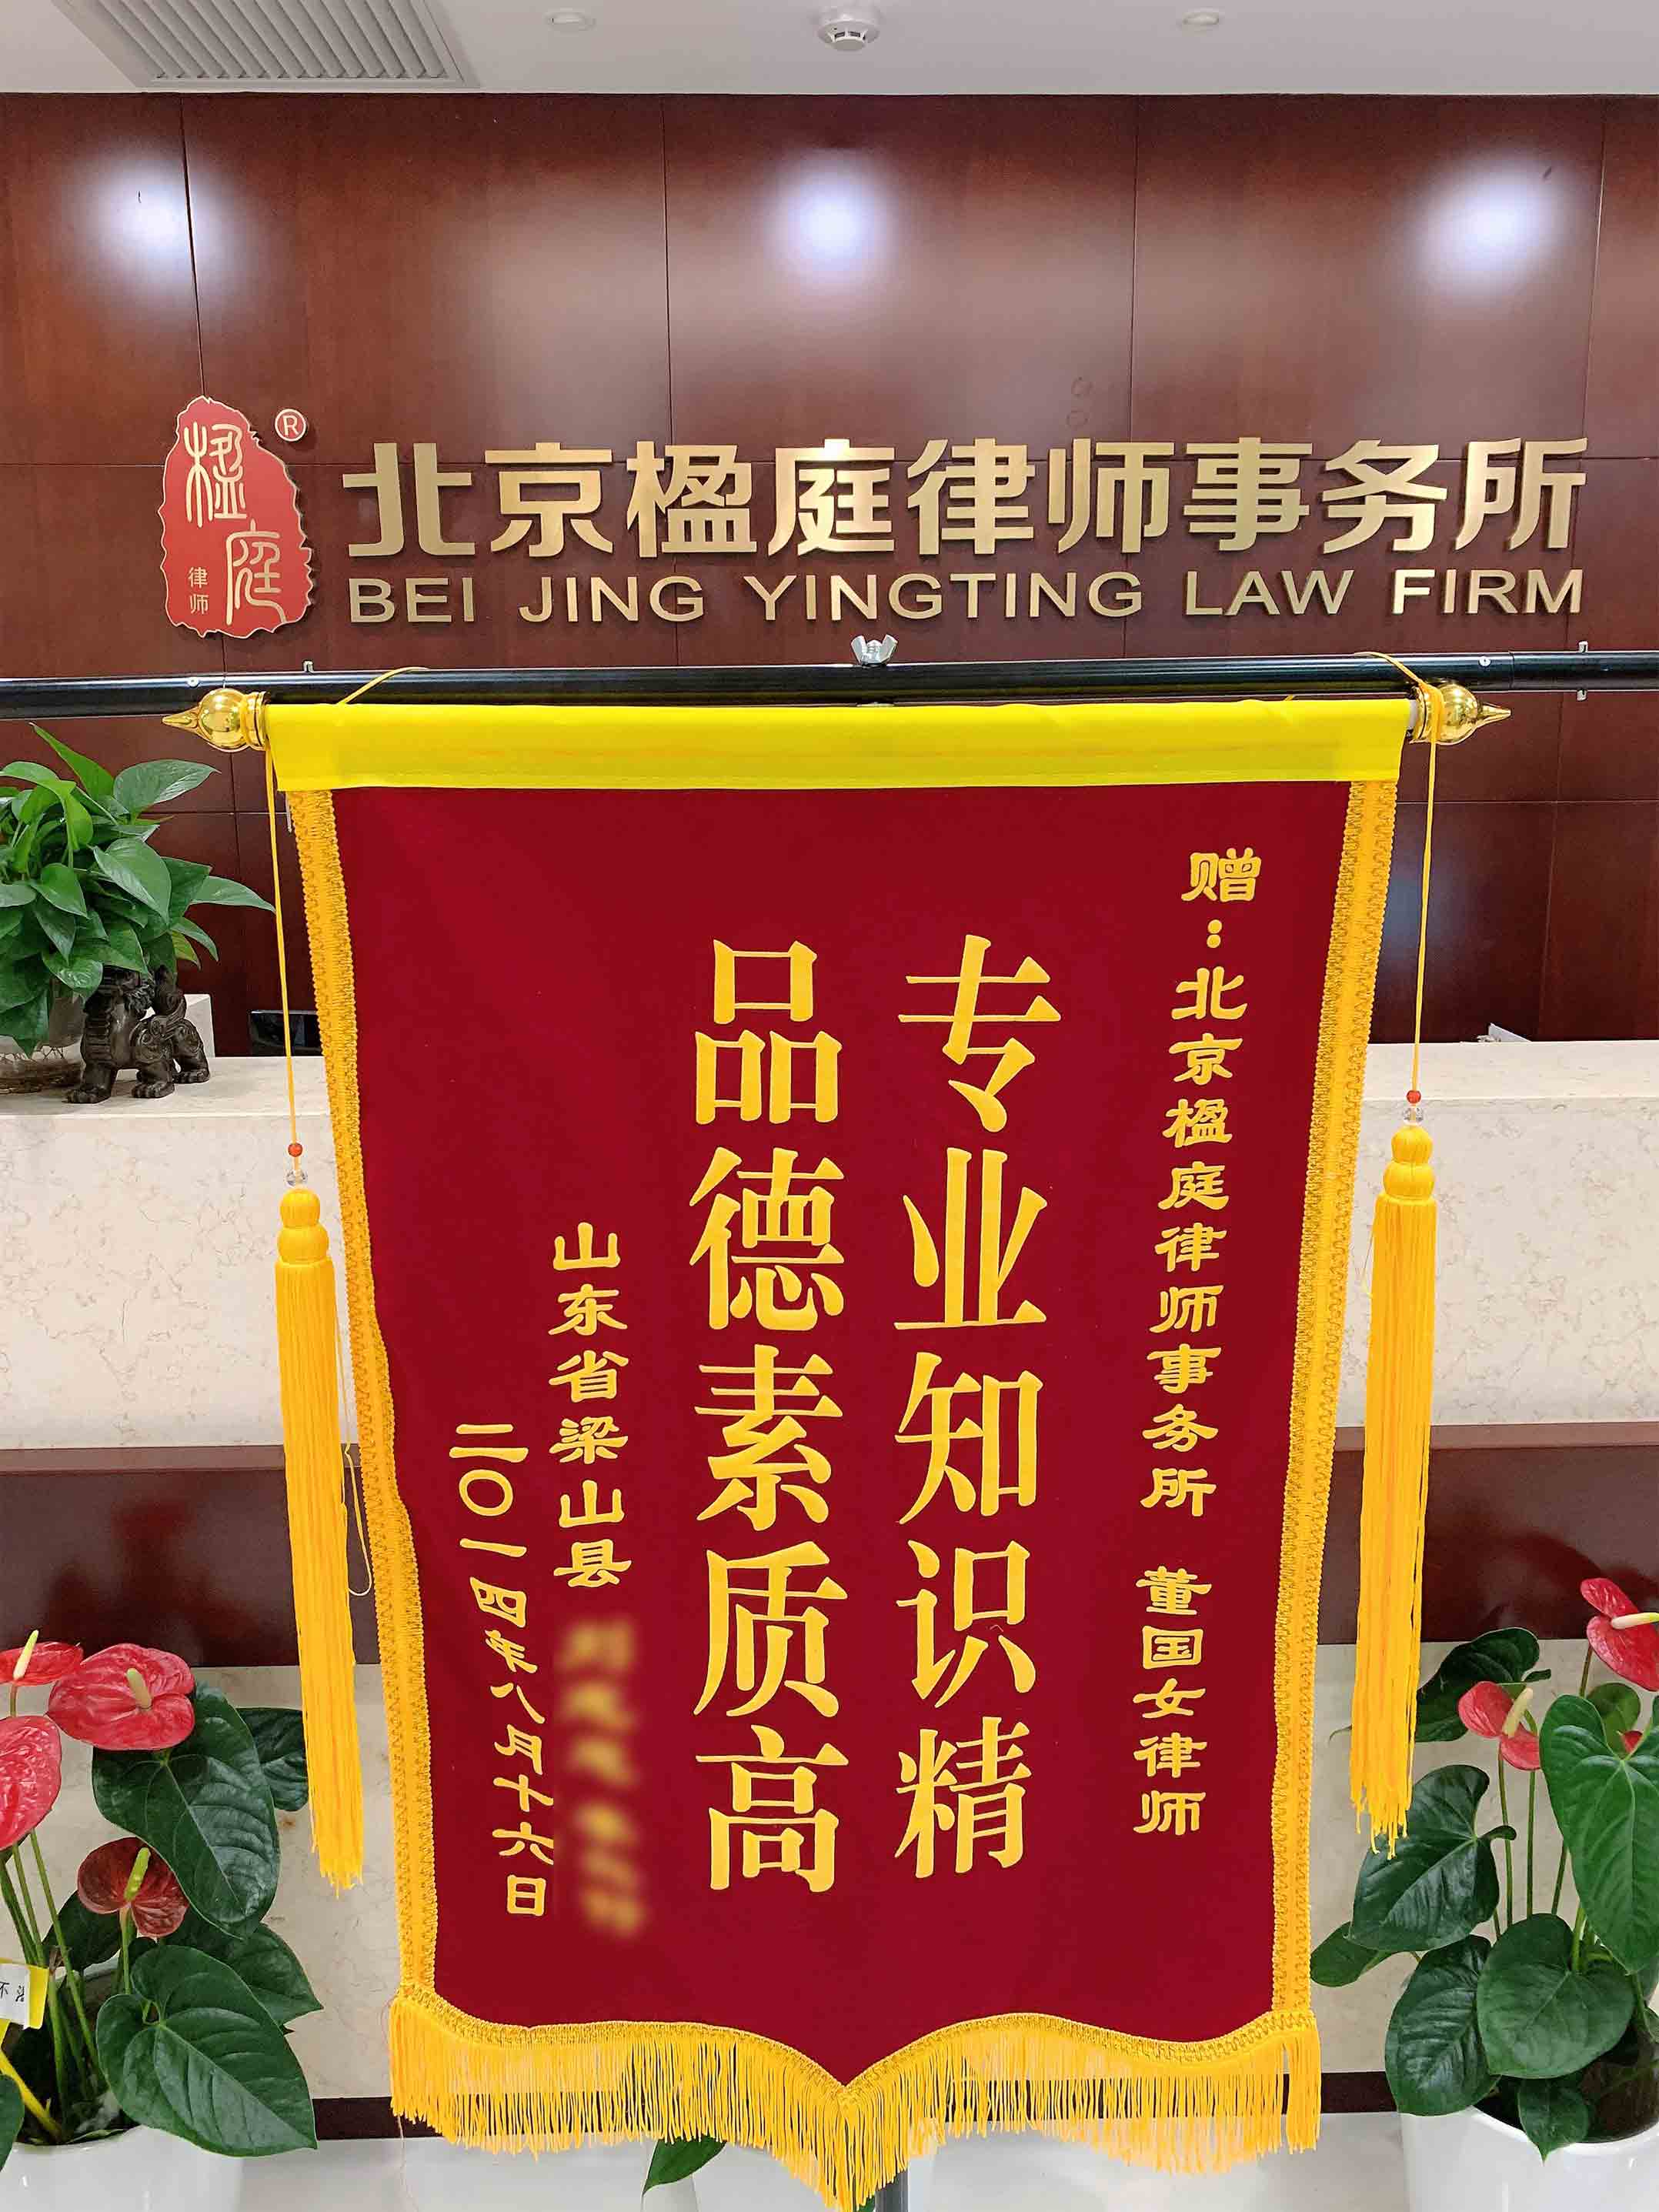 楹庭
律师
®
北京楹庭律师事务所
BEI JING YINGTING LAW FIRM
赠：北京楹庭律师事务所 董国女律师
专业知识精
品德素质高
山东省梁山县
二〇一四年八月十六日